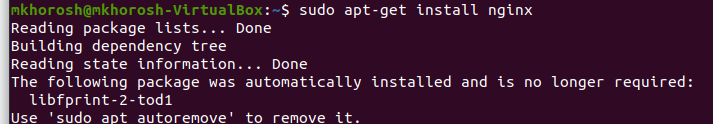 mkhorosh@mkhorosh-VirtualBox:~$ sudo apt-get install nginx
Reading package lists... Done
Building dependency tree
Reading state information... Done
The following package was automatically installed and is no longer required:
  libfprint-2-tod1
Use 'sudo apt autoremove' to remove it.